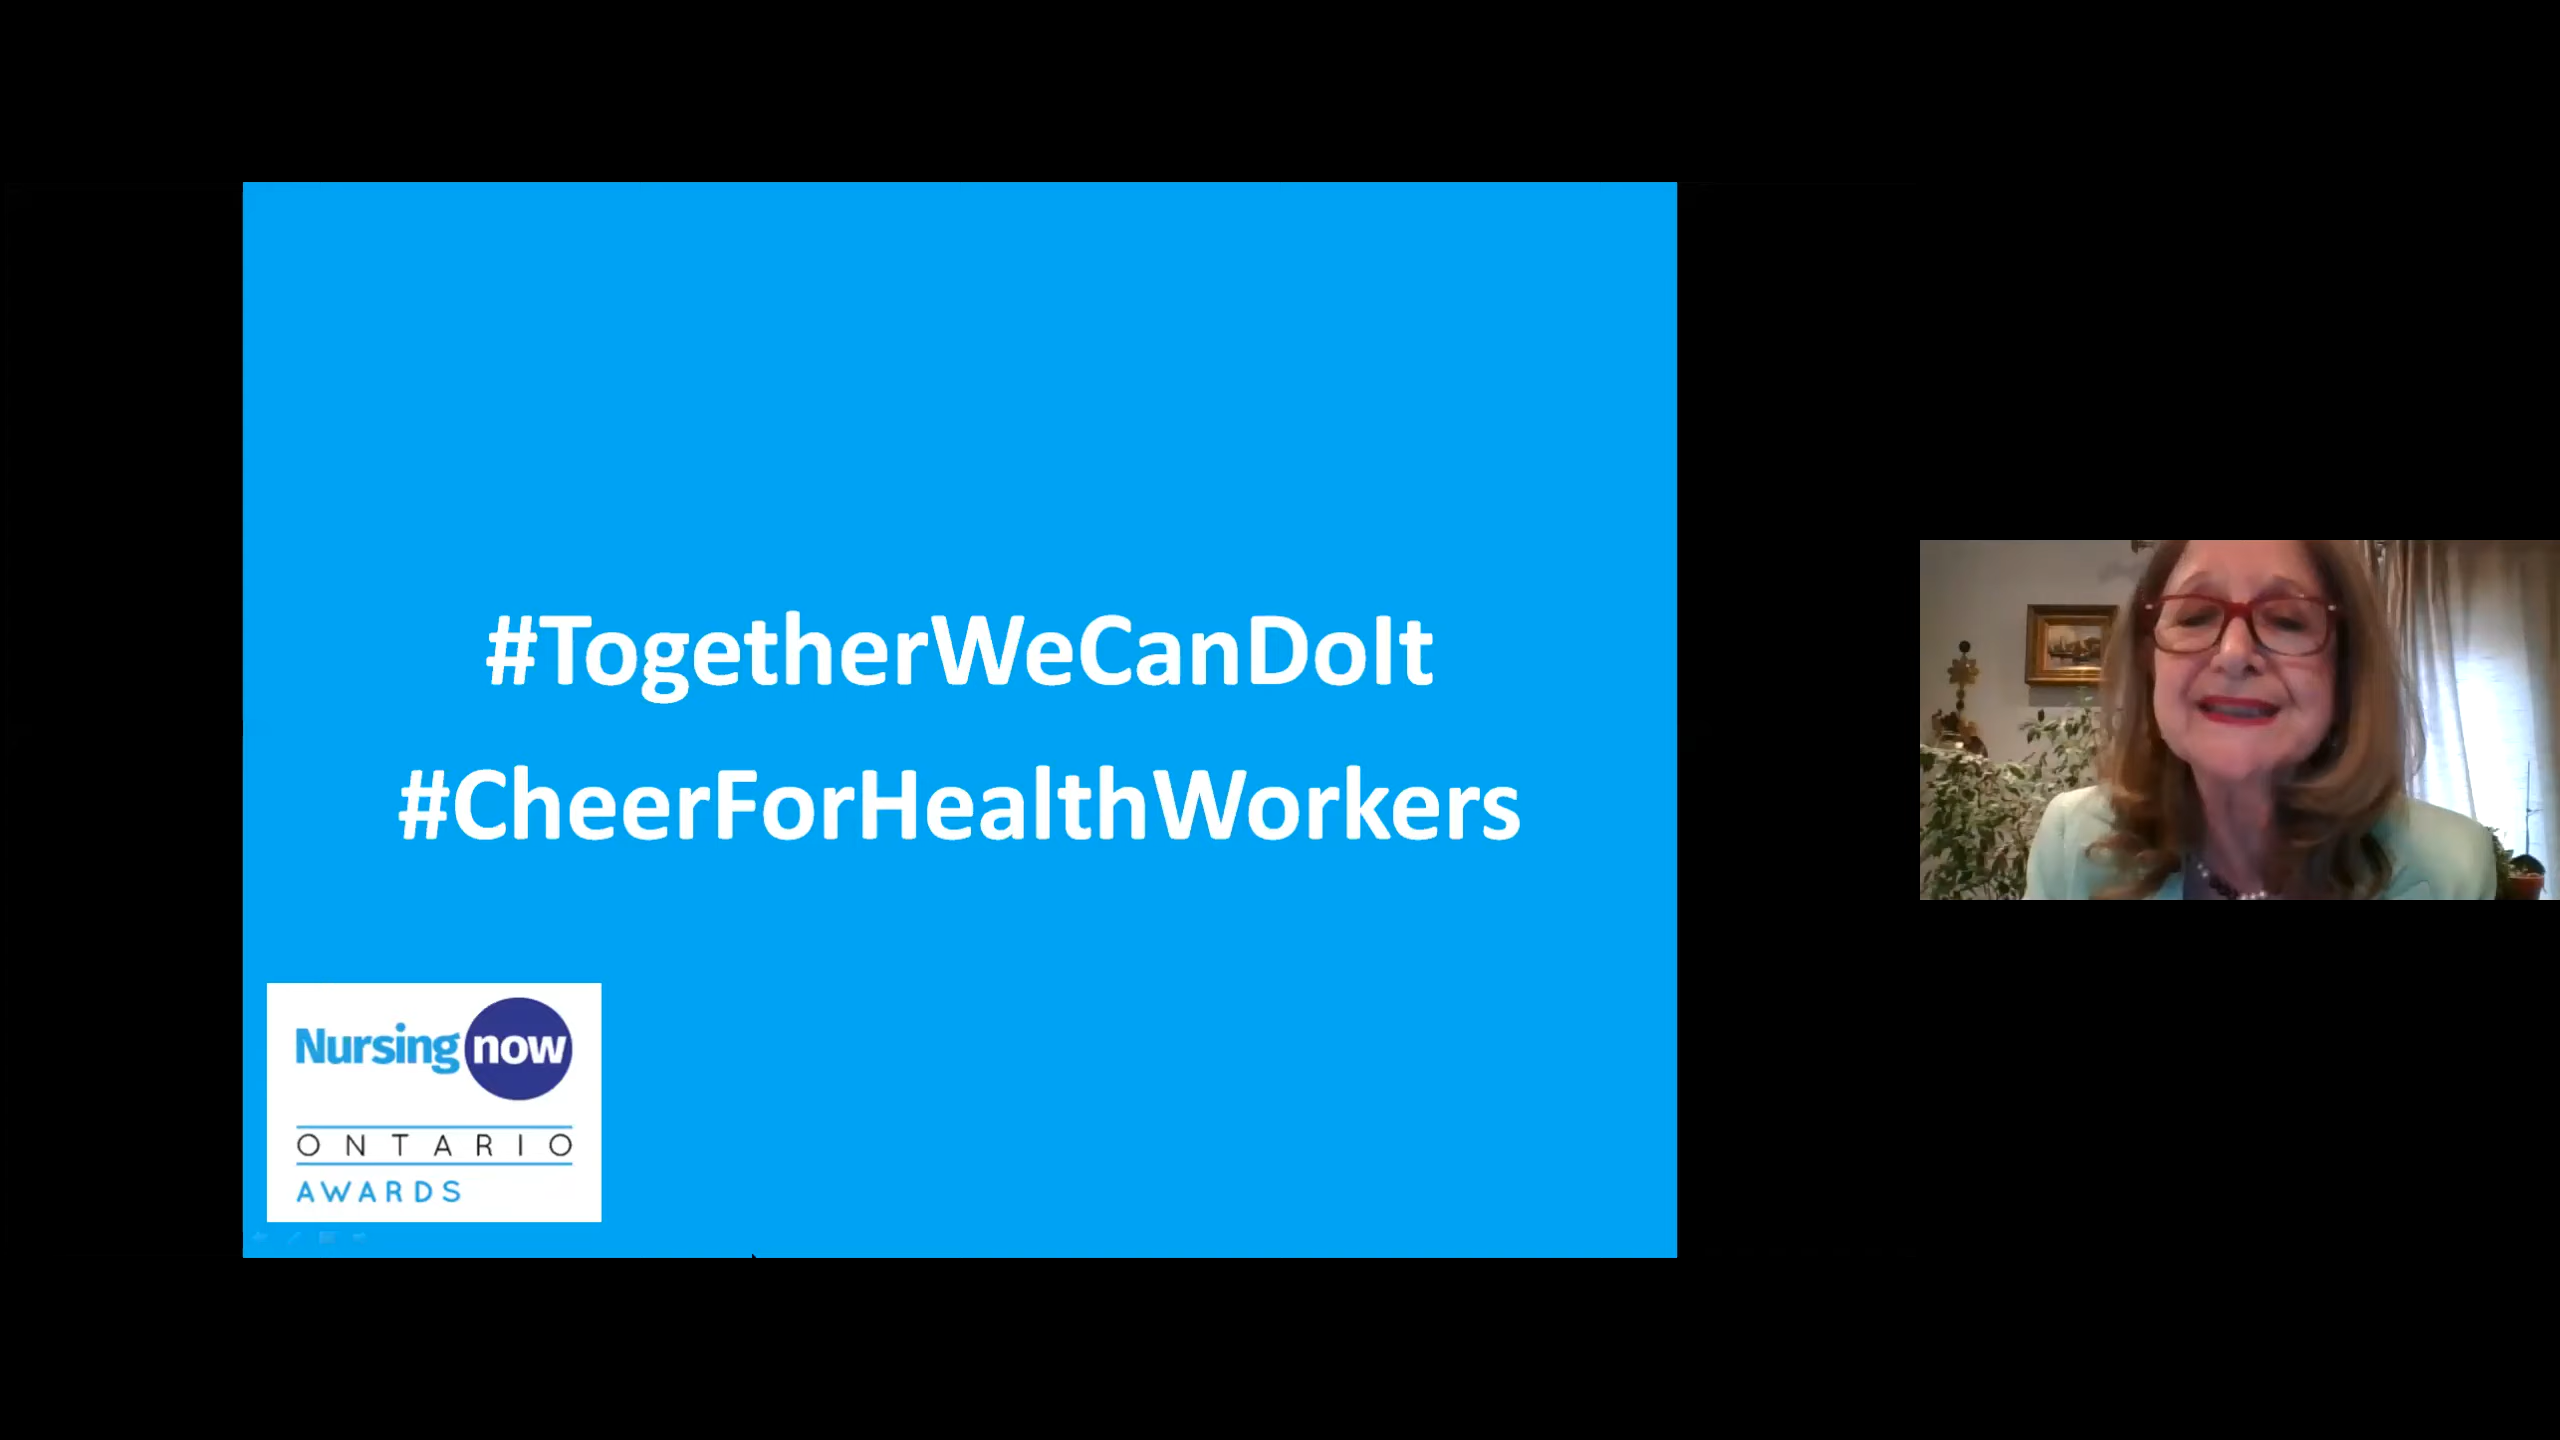 #TogetherWeCanDoIt
#CheerForHealthWorkers
Nursing now
ONTARIO
AWARDS